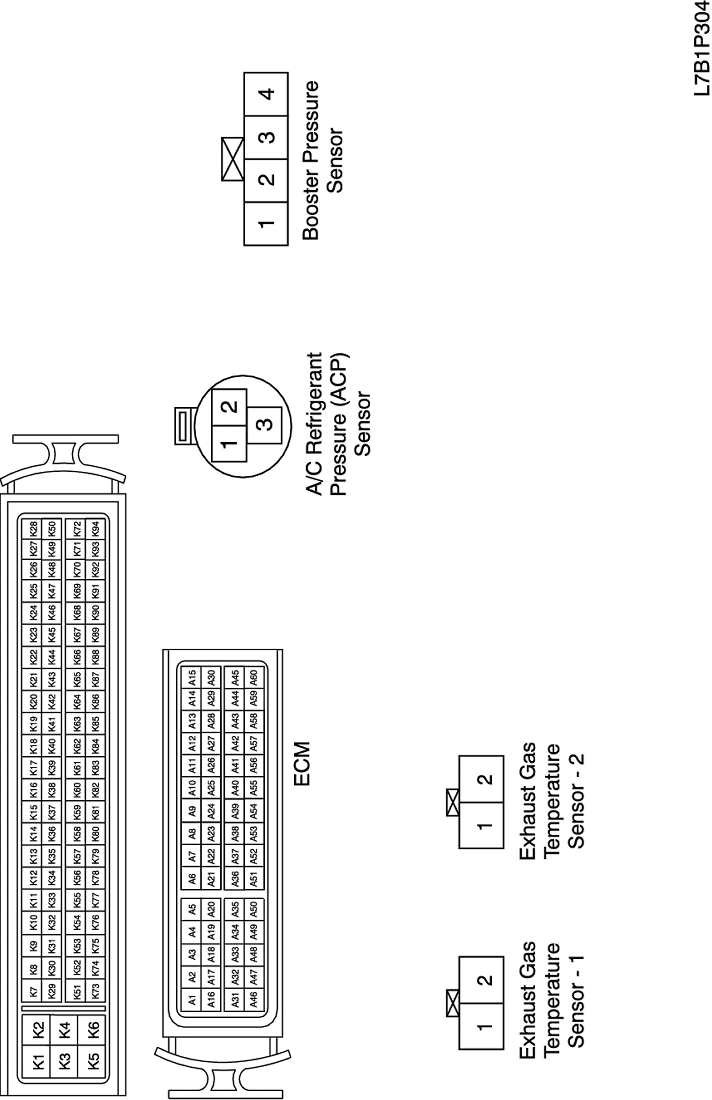 K1 K2
K3 K4
K5 K6
K7 K8 K9 K10 K11 K12 K13 K14 K15 K16 K17 K18 K19 K20 K21 K22 K23 K24 K25 K26 K27 K28
K29 K30 K31 K32 K33 K34 K35 K36 K37 K38 K39 K40 K41 K42 K43 K44 K45 K46 K47 K48 K49 K50
K51 K52 K53 K54 K55 K56 K57 K58 K59 K60 K61 K62 K63 K64 K65 K66 K67 K68 K69 K70 K71 K72
K73 K74 K75 K76 K77 K78 K79 K80 K81 K82 K83 K84 K85 K86 K87 K88 K89 K90 K91 K92 K93 K94
A1 A2 A3 A4 A5 A6 A7 A8 A9 A10 A11 A12 A13 A14 A15
A16 A17 A18 A19 A20 A21 A22 A23 A24 A25 A26 A27 A28 A29 A30
A31 A32 A33 A34 A35 A36 A37 A38 A39 A40 A41 A42 A43 A44 A45
A46 A47 A48 A49 A50 A51 A52 A53 A54 A55 A56 A57 A58 A59 A60
ECM
1 2
3
A/C Refrigerant
Pressure (ACP)
Sensor
1 2 3 4
Booster Pressure
Sensor
1 2
Exhaust Gas
Temperature
Sensor - 1
1 2
Exhaust Gas
Temperature
Sensor - 2
L7B1P304